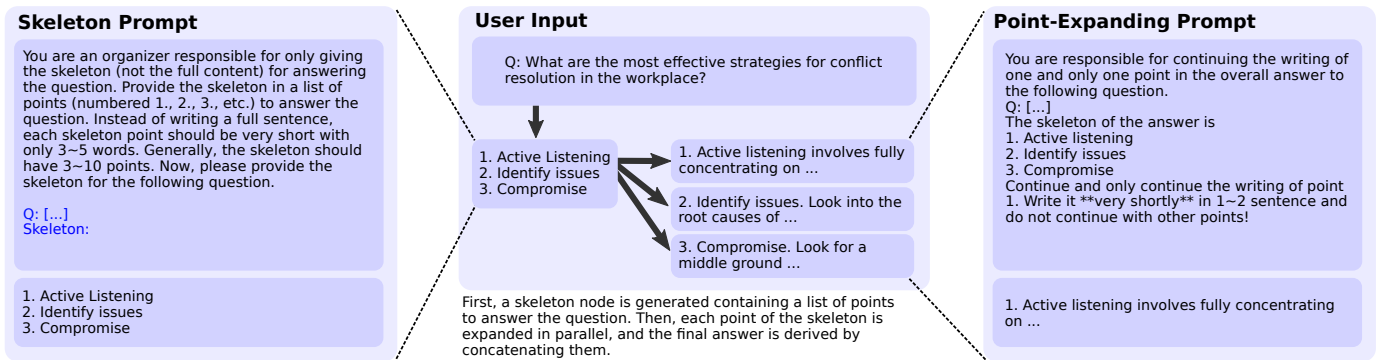 Skeleton Prompt
You are an organizer responsible for only giving
the skeleton (not the full content) for answering
the question. Provide the skeleton in a list of
points (numbered 1., 2., 3., etc.) to answer the
question. Instead of writing a full sentence,
each skeleton point should be very short with
only 3~5 words. Generally, the skeleton should
have 3~10 points. Now, please provide the
skeleton for the following question.
Q: [...]
Skeleton:
1. Active Listening
2. Identify issues
3. Compromise
User Input
Q: What are the most effective strategies for conflict
resolution in the workplace?
1. Active Listening
2. Identify issues
3. Compromise
1. Active listening involves fully
concentrating on ...
2. Identify issues. Look into the
root causes of ...
3. Compromise. Look for a
middle ground ...
First, a skeleton node is generated containing a list of points
to answer the question. Then, each point of the skeleton is
expanded in parallel, and the final answer is derived by
concatenating them.
Point-Expanding Prompt
You are responsible for continuing the writing of
one and only one point in the overall answer to
the following question.
Q: [...]
The skeleton of the answer is
1. Active listening
2. Identify issues
3. Compromise
Continue and only continue the writing of point
1. Write it **very shortly** in 1~2 sentence and
do not continue with other points!
1. Active listening involves fully concentrating
on ...